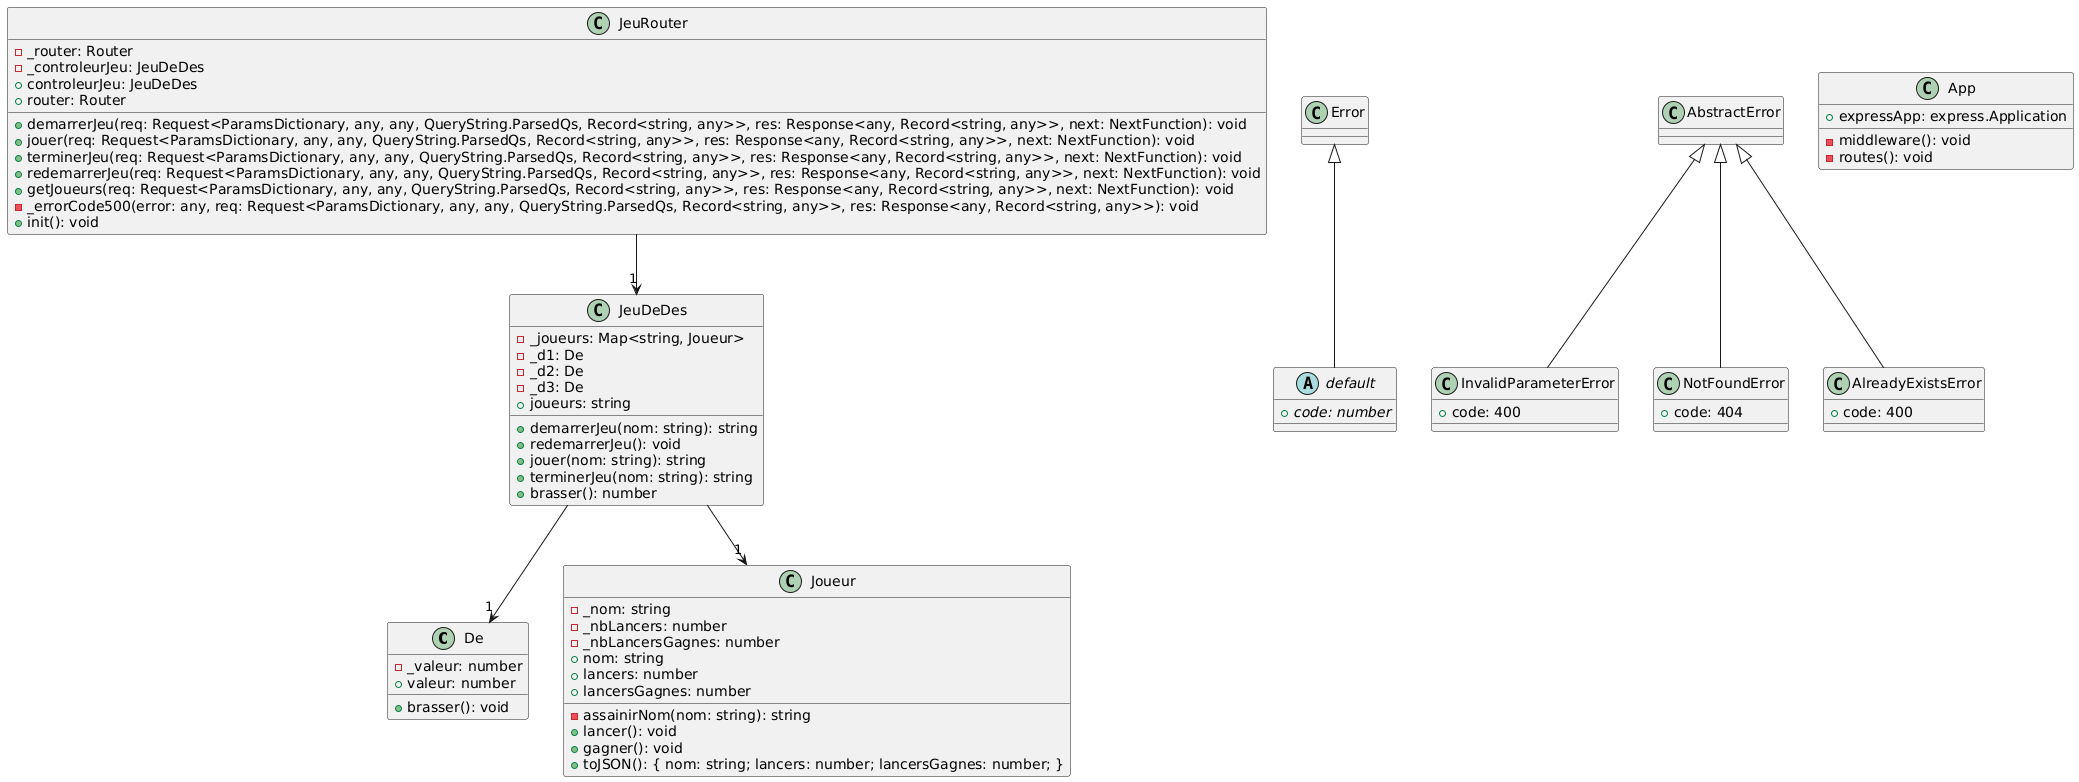 C JeuRouter
_router: Router
_controleurJeu: JeuDeDes
controleurJeu: JeuDeDes
router: Router
demarrerJeu(req: Request<ParamsDictionary, any, any, QueryString.ParsedQs, Record<string, any>>, res: Response<any, Record<string, any>>, next: NextFunction): void
jouer(req: Request<ParamsDictionary, any, any, QueryString.ParsedQs, Record<string, any>>, res: Response<any, Record<string, any>>, next: NextFunction): void
terminerJeu(req: Request<ParamsDictionary, any, any, QueryString.ParsedQs, Record<string, any>>, res: Response<any, Record<string, any>>, next: NextFunction): void
redemarrerJeu(req: Request<ParamsDictionary, any, any, QueryString.ParsedQs, Record<string, any>>, res: Response<any, Record<string, any>>, next: NextFunction): void
getJoueurs(req: Request<ParamsDictionary, any, any, QueryString.ParsedQs, Record<string, any>>, res: Response<any, Record<string, any>>, next: NextFunction): void
_errorCode500(error: any, req: Request<ParamsDictionary, any, any, QueryString.ParsedQs, Record<string, any>>, res: Response<any, Record<string, any>>): void
init(): void
C Error
C AbstractError
C App
expressApp: express.Application
middleware(): void
routes(): void
1
C JeuDeDes
_joueurs: Map<string, Joueur>
_d1: De
_d2: De
_d3: De
joueurs: string
demarrerJeu(nom: string): string
redemarrerJeu(): void
jouer(nom: string): string
terminerJeu(nom: string): string
brasser(): number
A default
code: number
C InvalidParameterError
code: 400
C NotFoundError
code: 404
C AlreadyExistsError
code: 400
1
1
C De
_valeur: number
valeur: number
brasser(): void
C Joueur
_nom: string
_nbLancers: number
_nbLancersGagnes: number
nom: string
lancers: number
lancersGagnes: number
assainirNom(nom: string): string
lancer(): void
gagner(): void
toJSON(): { nom: string; lancers: number; lancersGagnes: number; }